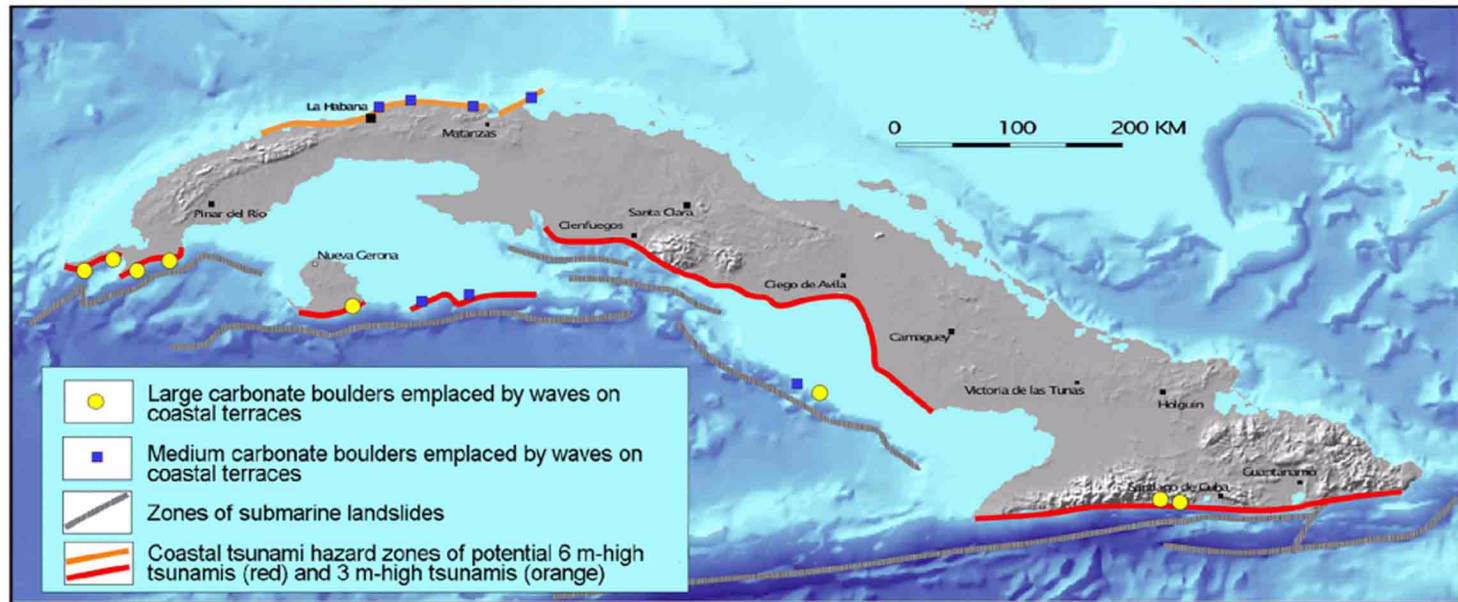 La Habana
Matanzas
0 100 200 KM
Pinar del Rio
Santa Clara
Cienfuegos
Nueva Gerona
Ciego de Avila
Camaguey
Victoria de las Tunas
Holguin
Guantanamo
Santiago de Cuba
Large carbonate boulders emplaced by waves on
coastal terraces
Medium carbonate boulders emplaced by waves on
coastal terraces
Zones of submarine landslides
Coastal tsunami hazard zones of potential 6 m-high
tsunamis (red) and 3 m-high tsunamis (orange)